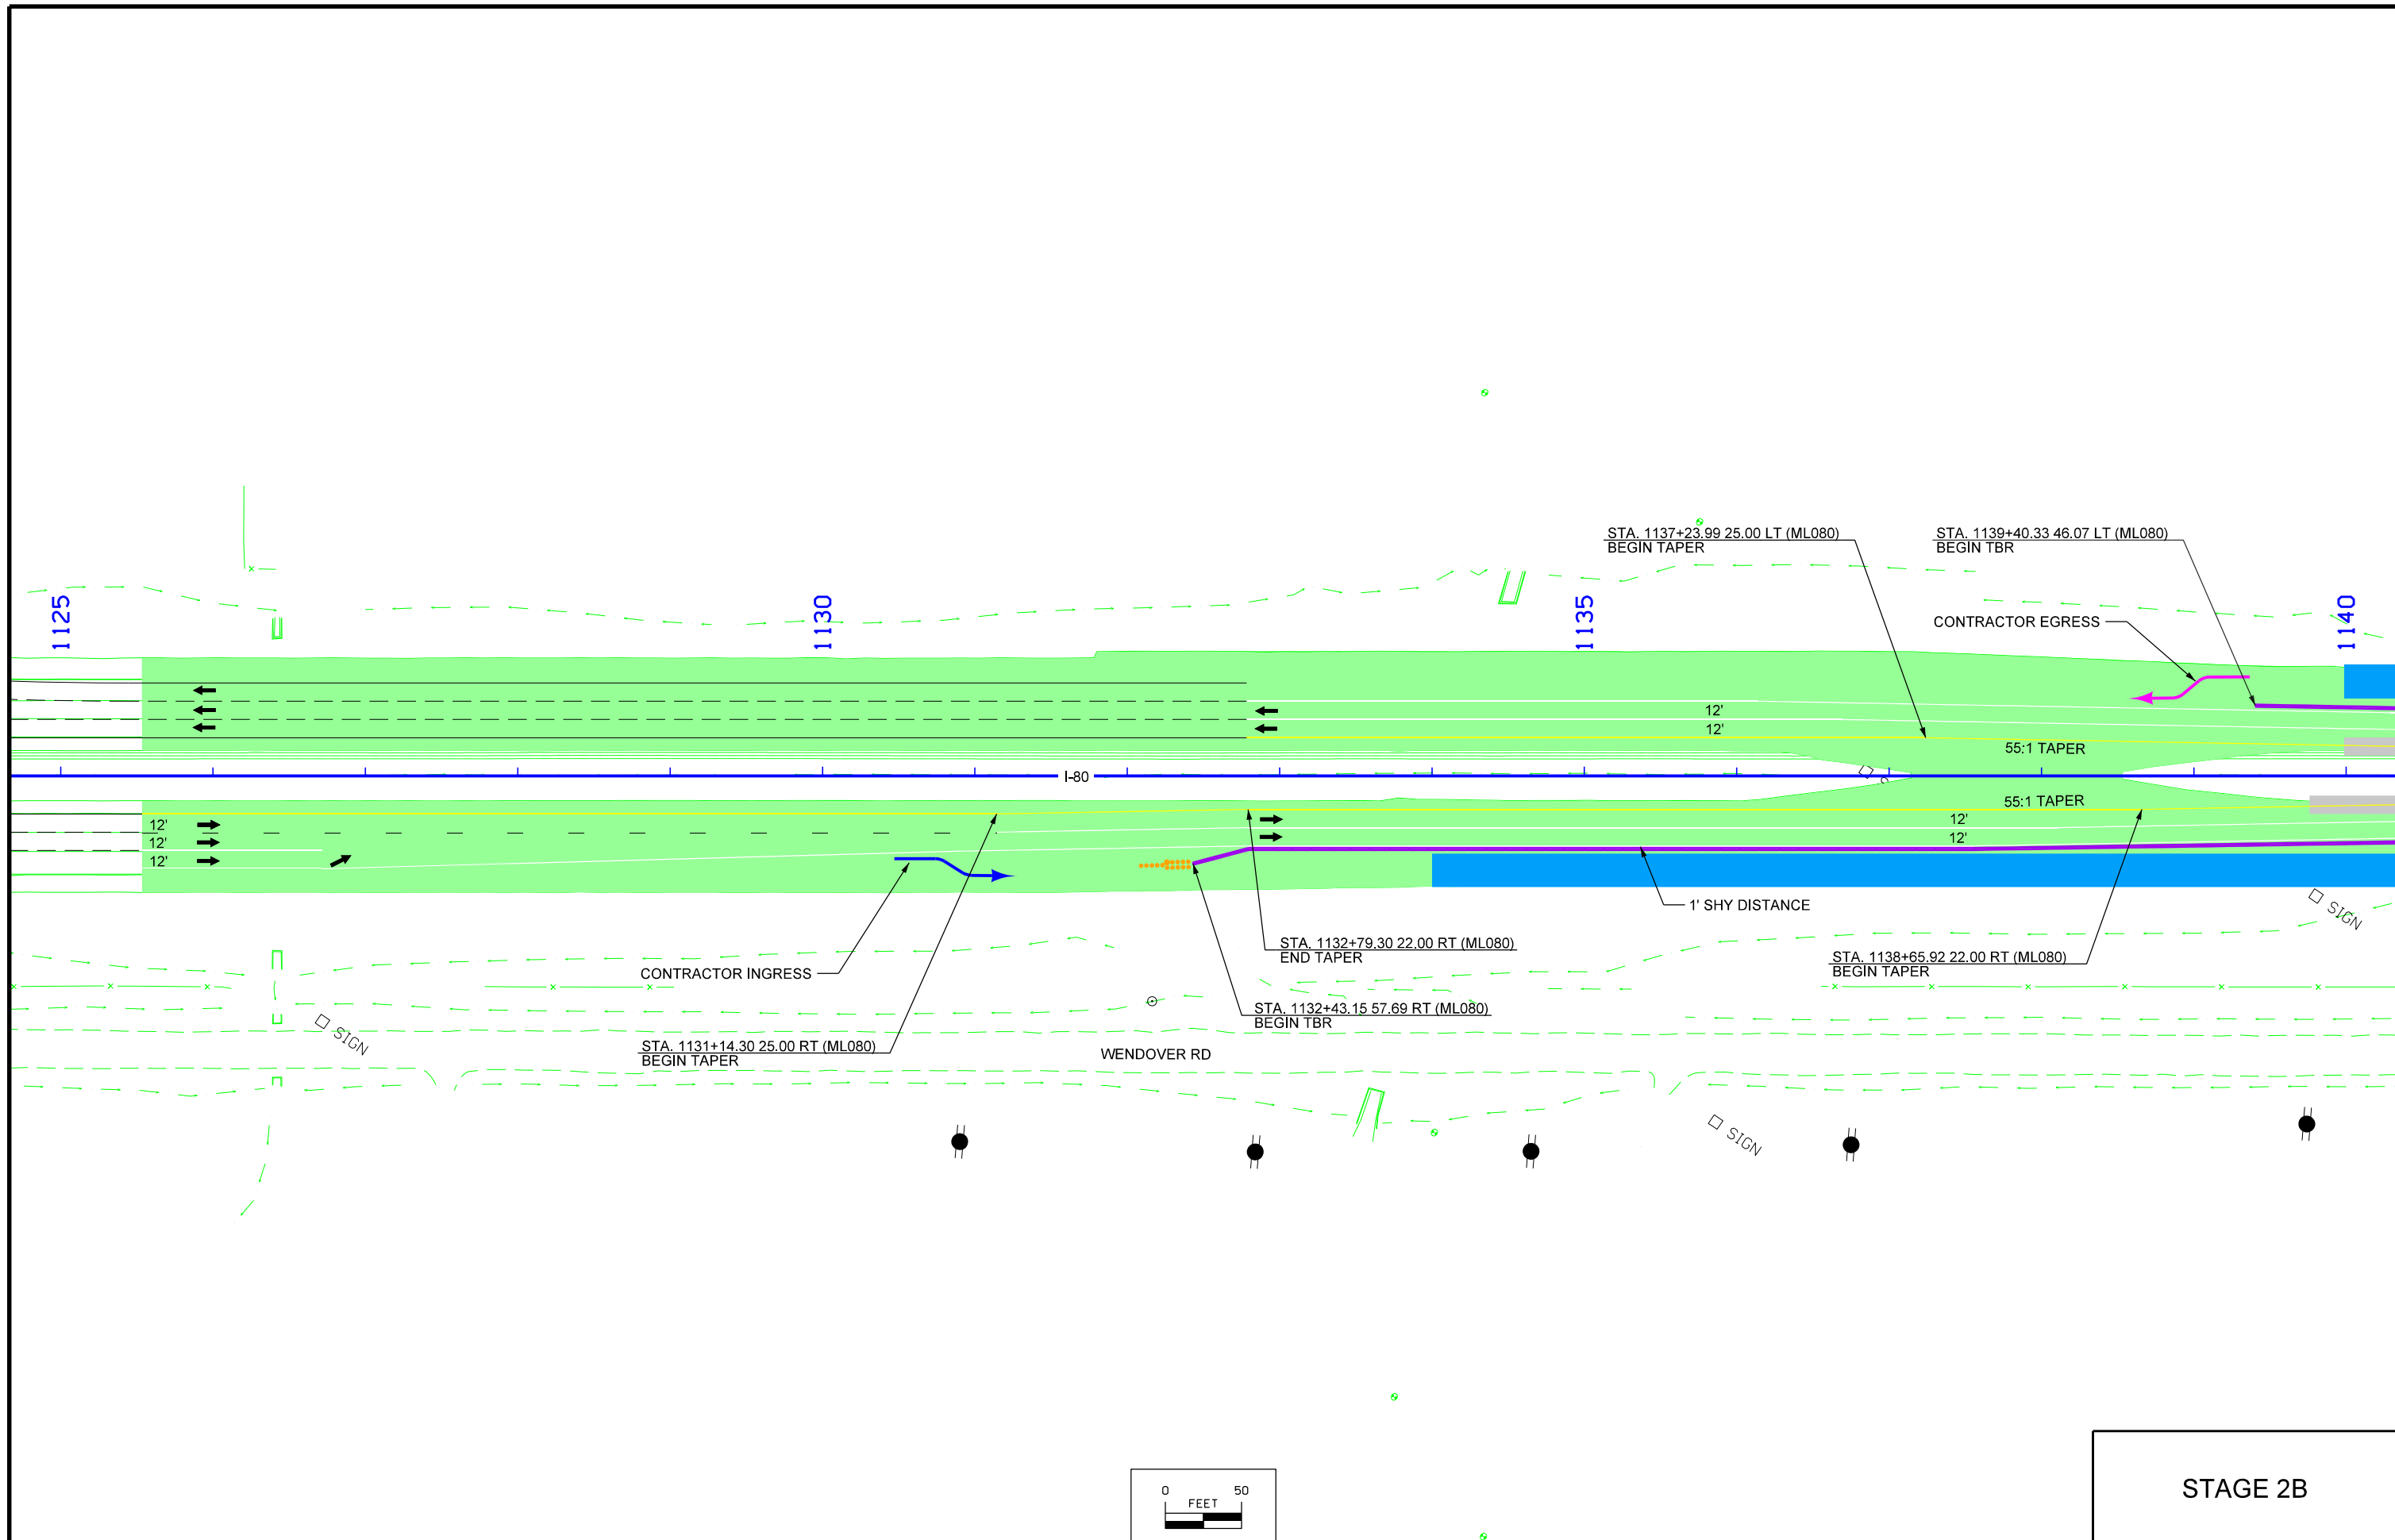 STA. 1137+23.99 25.00 LT (ML080)
BEGIN TAPER
STA. 1139+40.33 46.07 LT (ML080)
BEGIN TBR
1125
1130
1135
1140
CONTRACTOR EGRESS
12'
12'
55:1 TAPER
I-80
55:1 TAPER
12'
12'
12'
12'
12'
1' SHY DISTANCE
SIGN
STA. 1132+79.30 22.00 RT (ML080)
END TAPER
STA. 1138+65.92 22.00 RT (ML080)
BEGIN TAPER
CONTRACTOR INGRESS
STA. 1132+43.15 57.69 RT (ML080)
BEGIN TBR
SIGN
STA. 1131+14.30 25.00 RT (ML080)
BEGIN TAPER
WENDOVER RD
SIGN
0 50
FEET
STAGE 2B